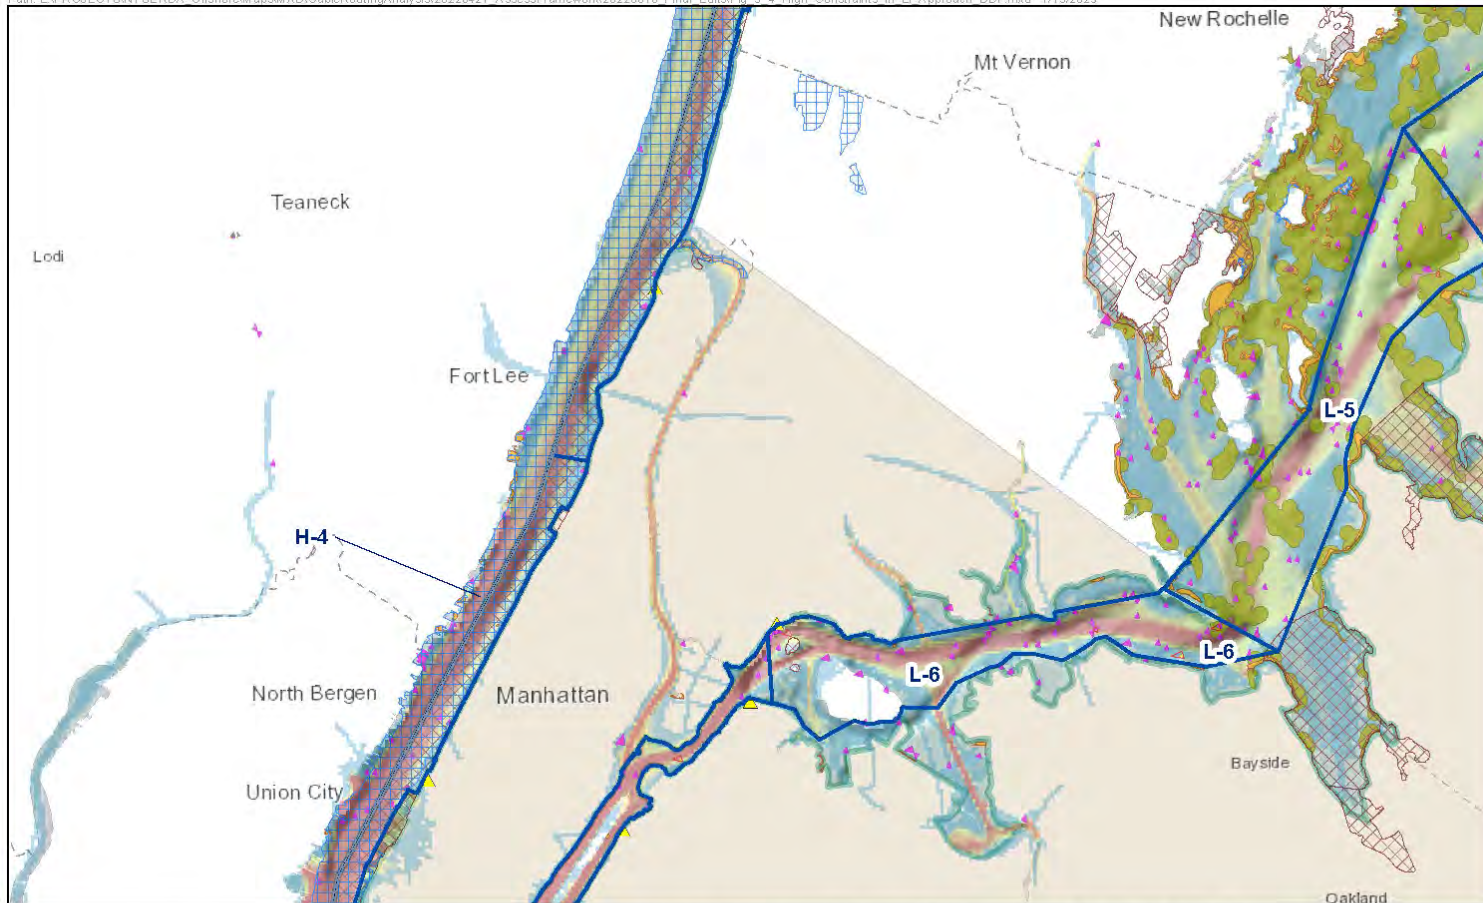 New Rochelle
Mt Vernon
Teaneck
Lodi
Fort Lee
L-5
H-4
L-6
L-6
North Bergen
Manhattan
Bayside
Union City
Oakland